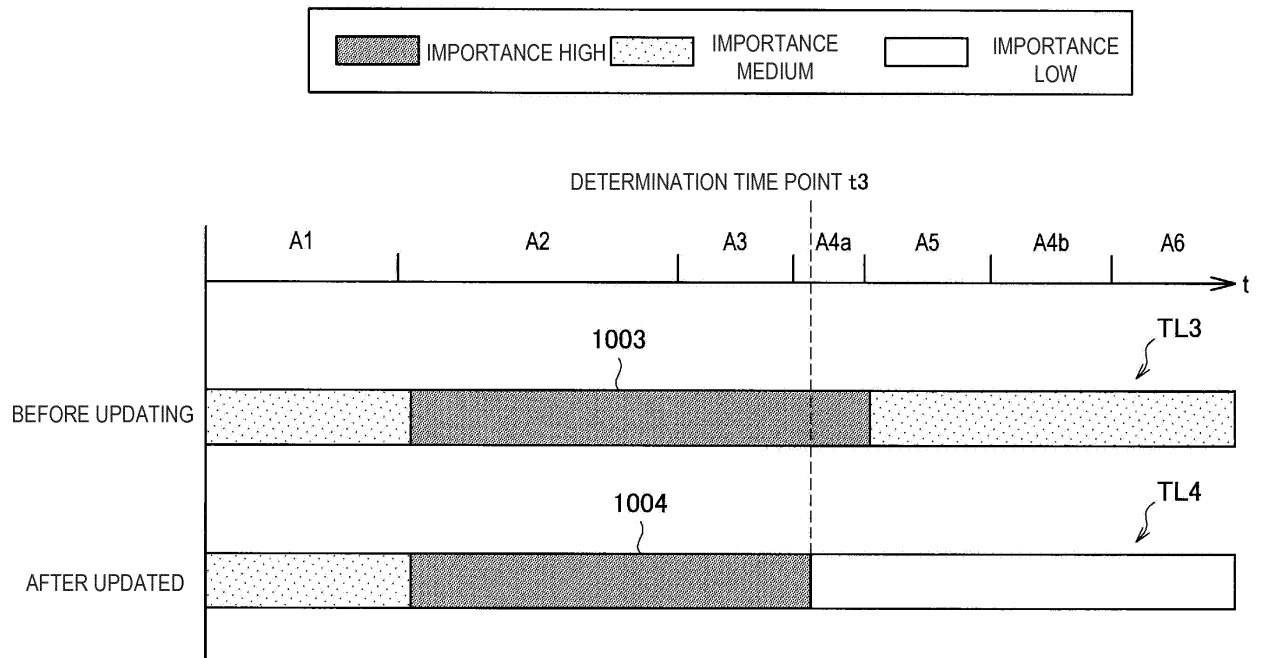 IMPORTANCE HIGH
IMPORTANCE
MEDIUM
IMPORTANCE
LOW
DETERMINATION TIME POINT t3
A1 A2 A3 A4a A5 A4b A6
t
1003
TL3
BEFORE UPDATING
1004
TL4
AFTER UPDATED